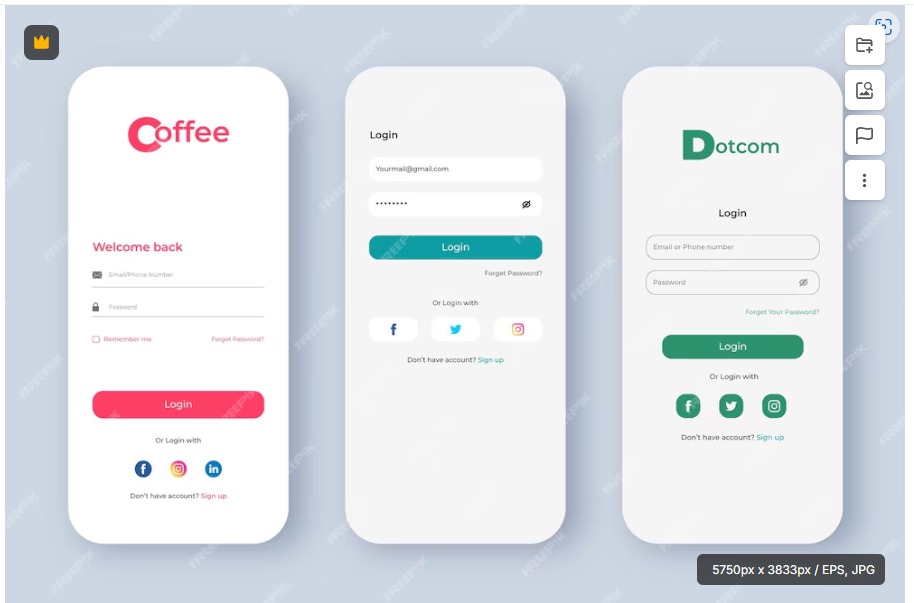 Coffee
Welcome back
Email/Phone Number
Password
Remember me
Forget Password?
Login
Or Login with
Don't have account? Sign up
Login
Yourmail@gmail.com
••••••••
Login
Forget Password?
Or Login with
Don't have account? Sign up
Dotcom
Login
Email or Phone number
Password
Forget Your Password?
Login
Or Login with
Don't have account? Sign up
FREEPIK
5750px x 3833px / EPS, JPG